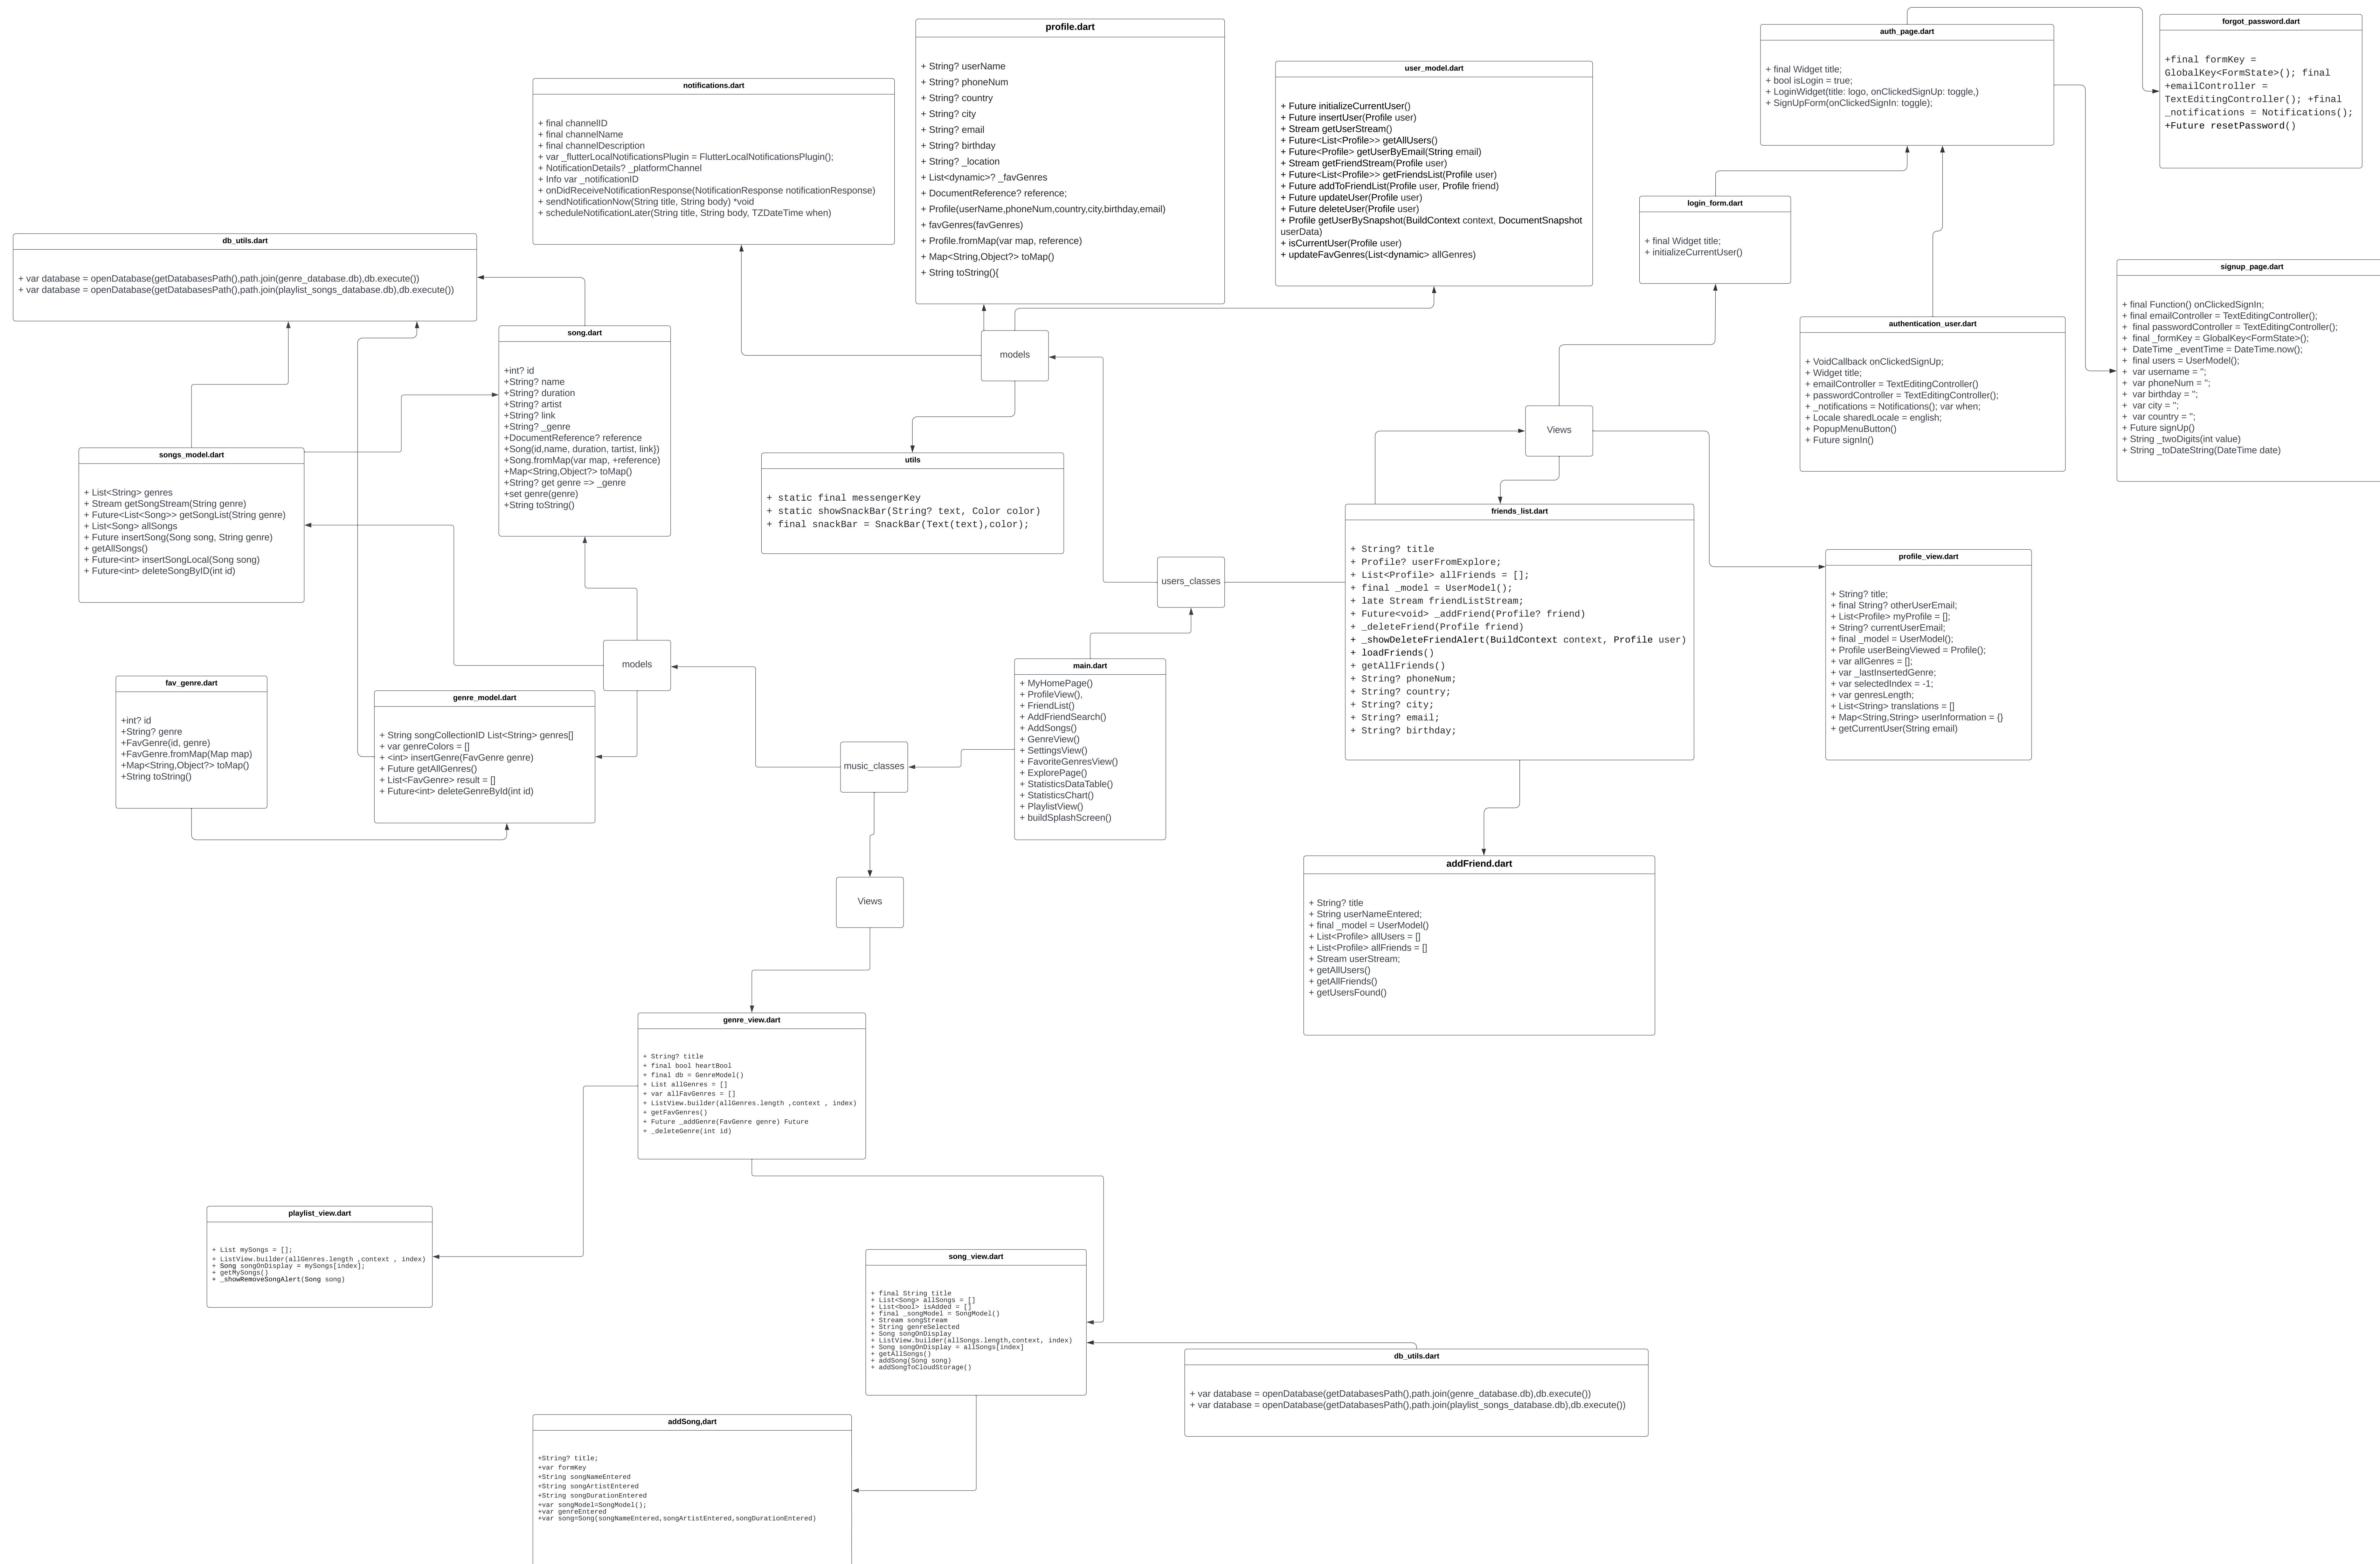 profile.dart
+ String? userName
+ String? phoneNum
+ String? country
+ String? city
+ String? email
+ String? birthday
+ String? _location
+ List<dynamic>? _favGenres
+ DocumentReference? reference;
+ Profile(userName,phoneNum,country,city,birthday,email)
+ favGenres(favGenres)
+ Profile.fromMap(var map, reference)
+ Map<String,Object?> toMap()
+ String toString(){
forgot_password.dart
+final formKey =
GlobalKey<FormState>(); final
+emailController =
TextEditingController(); +final
_notifications = Notifications();
+Future resetPassword()
auth_page.dart
+ final Widget title;
+ bool isLogin = true;
+ LoginWidget(title: logo, onClickedSignUp: toggle,)
+ SignUpForm(onClickedSignIn: toggle);
user_model.dart
+ Future initializeCurrentUser()
+ Future insertUser(Profile user)
+ Stream getUserStream()
+ Future<List<Profile>> getAllUsers()
+ Future<Profile> getUserByEmail(String email)
+ Stream getFriendStream(Profile user)
+ Future<List<Profile>> getFriendsList(Profile user)
+ Future addToFriendList(Profile user, Profile friend)
+ Future updateUser(Profile user)
+ Future deleteUser(Profile user)
+ Profile getUserBySnapshot(BuildContext context, DocumentSnapshot
userData)
+ isCurrentUser(Profile user)
+ updateFavGenres(List<dynamic> allGenres)
notifications.dart
+ final channelID
+ final channelName
+ final channelDescription
+ var _flutterLocalNotificationsPlugin = FlutterLocalNotificationsPlugin();
+ NotificationDetails? _platformChannel
+ Info var _notificationID
+ onDidReceiveNotificationResponse(NotificationResponse notificationResponse)
+ sendNotificationNow(String title, String body) *void
+ scheduleNotificationLater(String title, String body, TZDateTime when)
login_form.dart
+ final Widget title;
+ initializeCurrentUser()
db_utils.dart
+ var database = openDatabase(getDatabasesPath(),path.join(genre_database.db),db.execute())
+ var database = openDatabase(getDatabasesPath(),path.join(playlist_songs_database.db),db.execute())
signup_page.dart
+ final Function() onClickedSignIn;
+ final emailController = TextEditingController();
+  final passwordController = TextEditingController();
+  final _formKey = GlobalKey<FormState>();
+  DateTime _eventTime = DateTime.now();
+  final users = UserModel();
+  var username = '';
+  var phoneNum = '';
+  var birthday = '';
+  var city = '';
+  var country = '';
+ Future signUp()
+ String _twoDigits(int value)
+ String _toDateString(DateTime date)
authentication_user.dart
+ VoidCallback onClickedSignUp;
+ Widget title;
+ emailController = TextEditingController()
+ passwordController = TextEditingController();
+ _notifications = Notifications(); var when;
+ Locale sharedLocale = english;
+ PopupMenuButton()
+ Future signIn()
song.dart
+int? id
+String? name
+String? duration
+String? artist
+String? link
+String? _genre
+DocumentReference? reference
+Song(id,name, duration, tartist, link})
+Song.fromMap(var map, +reference)
+Map<String,Object?> toMap()
+String? get genre => _genre
+set genre(genre)
+String toString()
models
Views
songs_model.dart
+ List<String> genres
+ Stream getSongStream(String genre)
+ Future<List<Song>> getSongList(String genre)
+ List<Song> allSongs
+ Future insertSong(Song song, String genre)
+ getAllSongs()
+ Future<int> insertSongLocal(Song song)
+ Future<int> deleteSongByID(int id)
utils
+ static final messengerKey
+ static showSnackBar(String? text, Color color)
+ final snackBar = SnackBar(Text(text),color);
friends_list.dart
+ String? title
+ Profile? userFromExplore;
+ List<Profile> allFriends = [];
+ final _model = UserModel();
+ late Stream friendListStream;
+ Future<void> _addFriend(Profile? friend)
+ _deleteFriend(Profile friend)
+ _showDeleteFriendAlert(BuildContext context, Profile user)
+ loadFriends()
+ getAllFriends()
+ String? phoneNum;
+ String? country;
+ String? city;
+ String? email;
+ String? birthday;
profile_view.dart
+ String? title;
+ final String? otherUserEmail;
+ List<Profile> myProfile = [];
+ String? currentUserEmail;
+ final _model = UserModel();
+ Profile userBeingViewed = Profile();
+ var allGenres = [];
+ var _lastInsertedGenre;
+ var selectedIndex = -1;
+ var genresLength;
+ List<String> translations = []
+ Map<String,String> userInformation = {}
+ getCurrentUser(String email)
users_classes
models
main.dart
+ MyHomePage()
+ ProfileView(),
+ FriendList()
+ AddFriendSearch()
+ AddSongs()
+ GenreView()
+ SettingsView()
+ FavoriteGenresView()
+ ExplorePage()
+ StatisticsDataTable()
+ StatisticsChart()
+ PlaylistView()
+ buildSplashScreen()
fav_genre.dart
+int? id
+String? genre
+FavGenre(id, genre)
+FavGenre.fromMap(Map map)
+Map<String,Object?> toMap()
+String toString()
genre_model.dart
+ String songCollectionID List<String> genres[]
+ var genreColors = []
+ <int> insertGenre(FavGenre genre)
+ Future getAllGenres()
+ List<FavGenre> result = []
+ Future<int> deleteGenreById(int id)
music_classes
Views
addFriend.dart
+ String? title
+ String userNameEntered;
+ final _model = UserModel()
+ List<Profile> allUsers = []
+ List<Profile> allFriends = []
+ Stream userStream;
+ getAllUsers()
+ getAllFriends()
+ getUsersFound()
genre_view.dart
+ String? title
+ final bool heartBool
+ final db = GenreModel()
+ List allGenres = []
+ var allFavGenres = []
+ ListView.builder(allGenres.length ,context , index)
+ getFavGenres()
+ Future _addGenre(FavGenre genre) Future
+ _deleteGenre(int id)
playlist_view.dart
+ List mySongs = [];
+ ListView.builder(allGenres.length ,context , index)
+ Song songOnDisplay = mySongs[index];
+ getMySongs()
+ _showRemoveSongAlert(Song song)
song_view.dart
+ final String title
+ List<Song> allSongs = []
+ List<bool> isAdded = []
+ final _songModel = SongModel()
+ Stream songStream
+ String genreSelected
+ Song songOnDisplay
+ ListView.builder(allSongs.length,context, index)
+ Song songOnDisplay = allSongs[index]
+ getAllSongs()
+ addSong(Song song)
+ addSongToCloudStorage()
db_utils.dart
+ var database = openDatabase(getDatabasesPath(),path.join(genre_database.db),db.execute())
+ var database = openDatabase(getDatabasesPath(),path.join(playlist_songs_database.db),db.execute())
addSong,dart
+String? title;
+var formKey
+String songNameEntered
+String songArtistEntered
+String songDurationEntered
+var songModel=SongModel();
+var genreEntered
+var song=Song(songNameEntered,songArtistEntered,songDurationEntered)